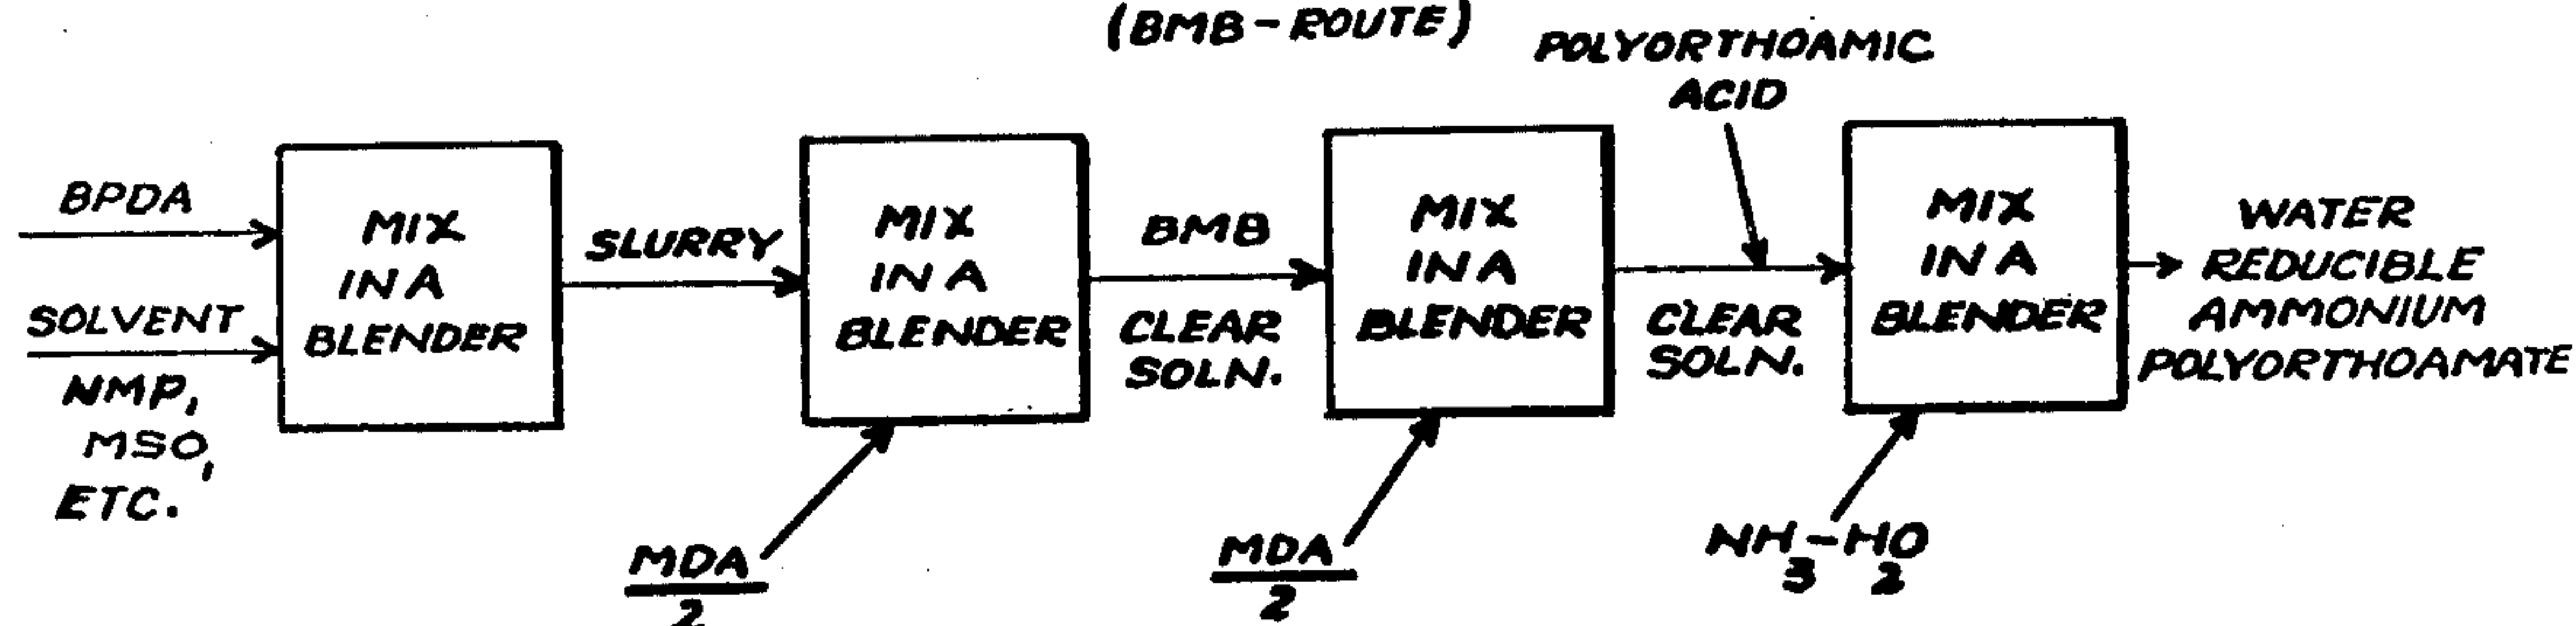 (BMB-ROUTE)
POLYORTHOAMIC
ACID
BPDA
SOLVENT
NMP,
MSO,
ETC.
MIX
IN A
BLENDER
SLURRY
MIX
IN A
BLENDER
MDA
2
BMB
CLEAR
SOLN.
MIX
IN A
BLENDER
MDA
2
CLEAR
SOLN.
MIX
IN A
BLENDER
NH3-H2O
WATER
REDUCIBLE
AMMONIUM
POLYORTHOAMATE